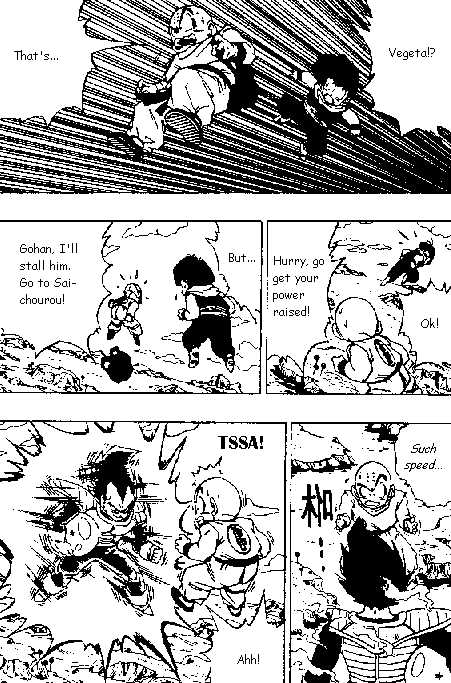 That's...
Vegeta!?
Gohan, I'll
stall him.
Go to Sai-
chourou!
But...
Hurry, go
get your
power
raised!
Ok!
TSSA!
Ahh!
Such
speed...